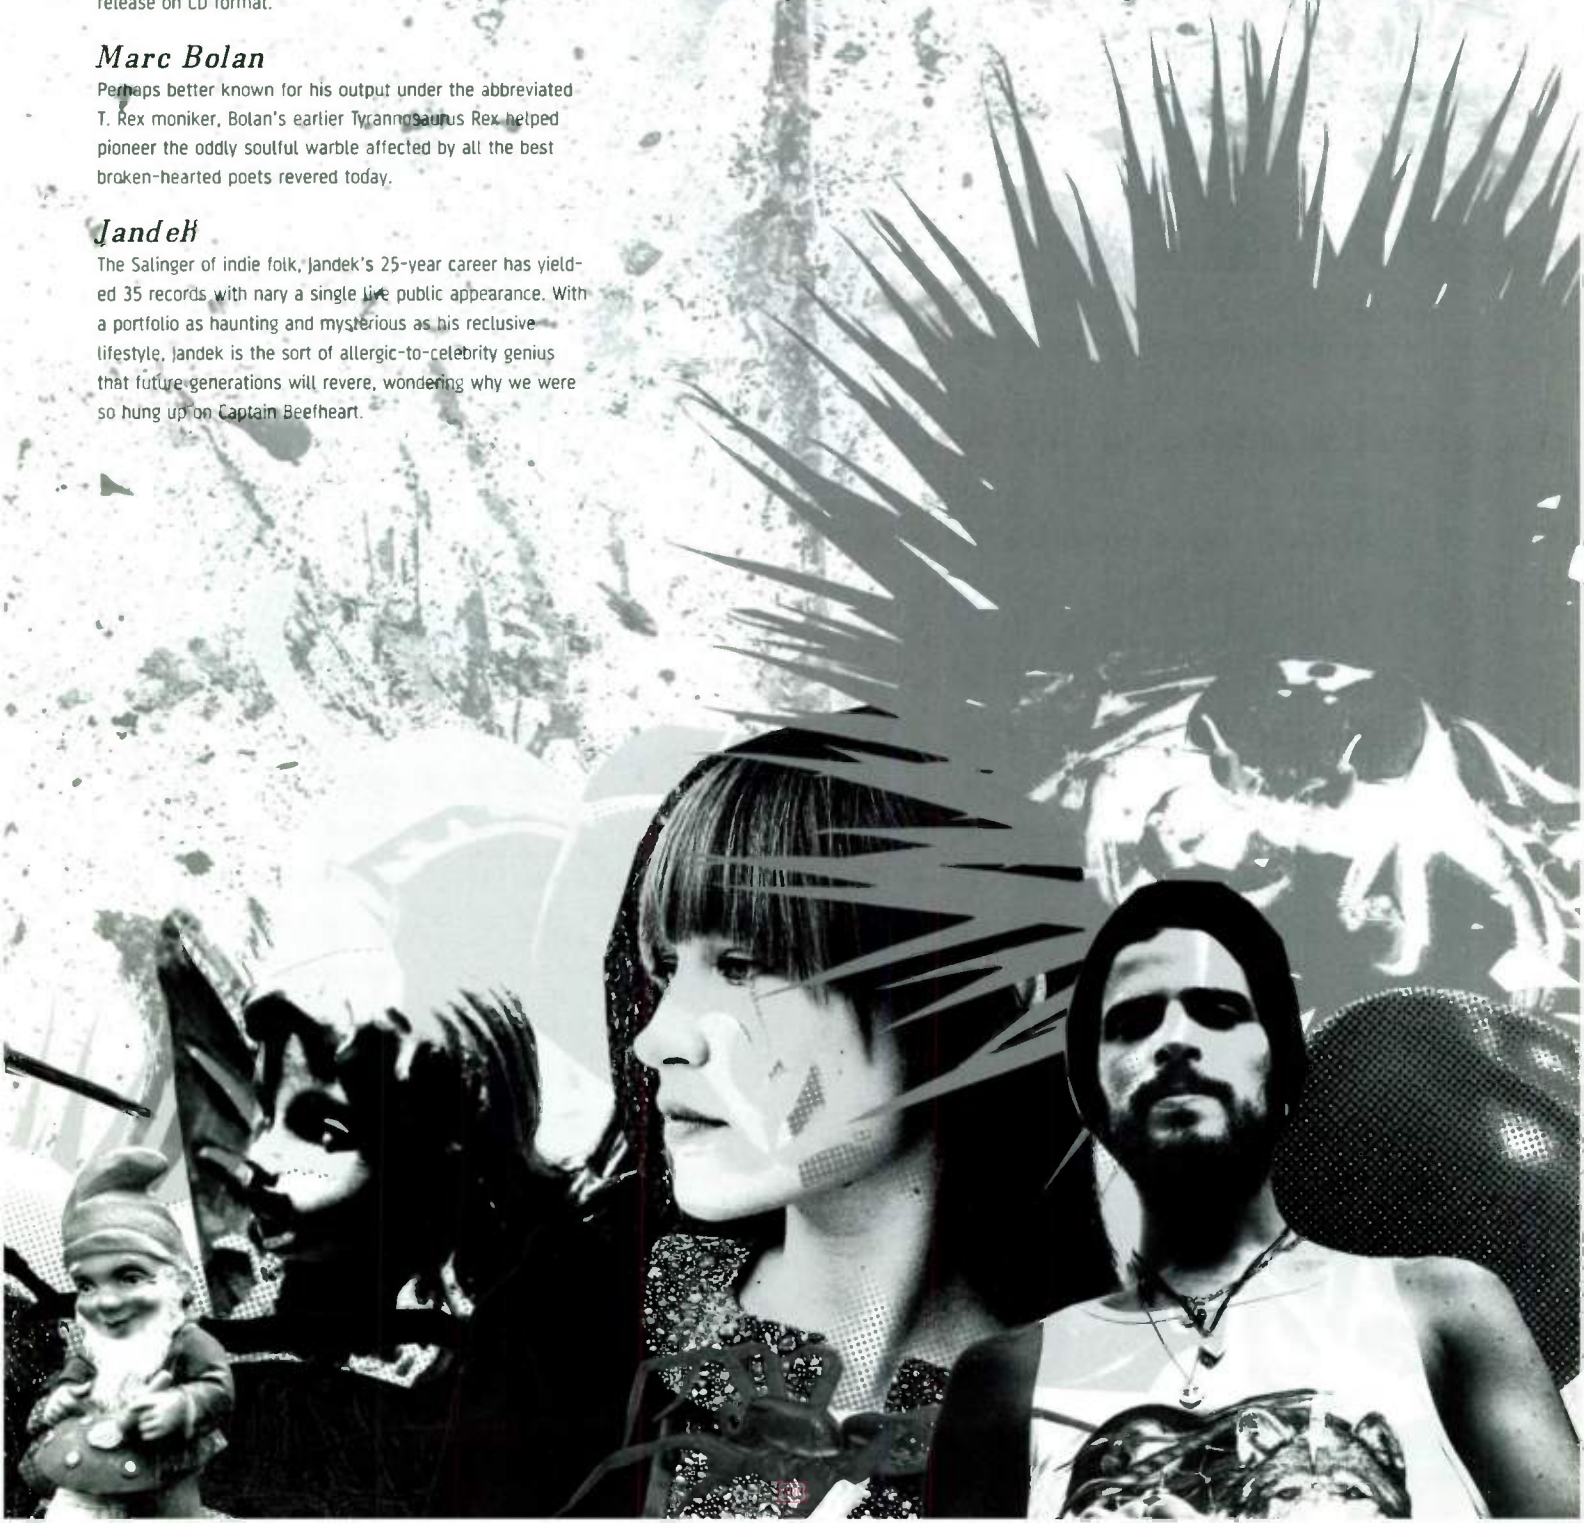 release on CD format.
Marc Bolan
Perhaps better known for his output under the abbreviated
T. Rex moniker, Bolan's earlier Tyrannosaurus Rex helped
pioneer the oddly soulful warble affected by all the best
broken-hearted poets revered today.
Jandek
The Salinger of indie folk, Jandek's 25-year career has yield-
ed 35 records with nary a single live public appearance. With
a portfolio as haunting and mysterious as his reclusive
lifestyle, Jandek is the sort of allergic-to-celebrity genius
that future generations will revere, wondering why we were
so hung up on Captain Beefheart.